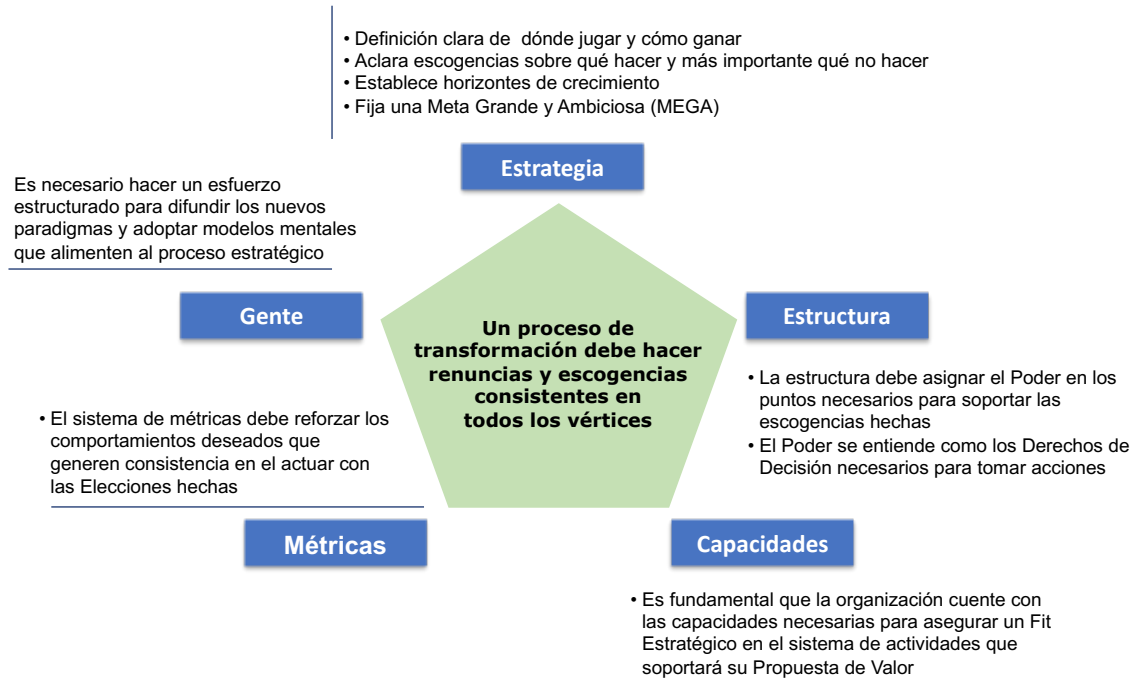 • Definición clara de dónde jugar y cómo ganar
• Aclara escogencias sobre qué hacer y más importante qué no hacer
• Establece horizontes de crecimiento
• Fija una Meta Grande y Ambiciosa (MEGA)
Estrategia
Es necesario hacer un esfuerzo
estructurado para difundir los nuevos
paradigmas y adoptar modelos mentales
que alimenten al proceso estratégico
Gente
Un proceso de
transformación debe hacer
renuncias y escogencias
consistentes en
todos los vértices
Estructura
• La estructura debe asignar el Poder en los
puntos necesarios para soportar las
escogencias hechas
• El Poder se entiende como los Derechos de
Decisión necesarios para tomar acciones
• El sistema de métricas debe reforzar los
comportamientos deseados que
generen consistencia en el actuar con
las Elecciones hechas
Métricas
Capacidades
• Es fundamental que la organización cuente con
las capacidades necesarias para asegurar un Fit
Estratégico en el sistema de actividades que
soportará su Propuesta de Valor